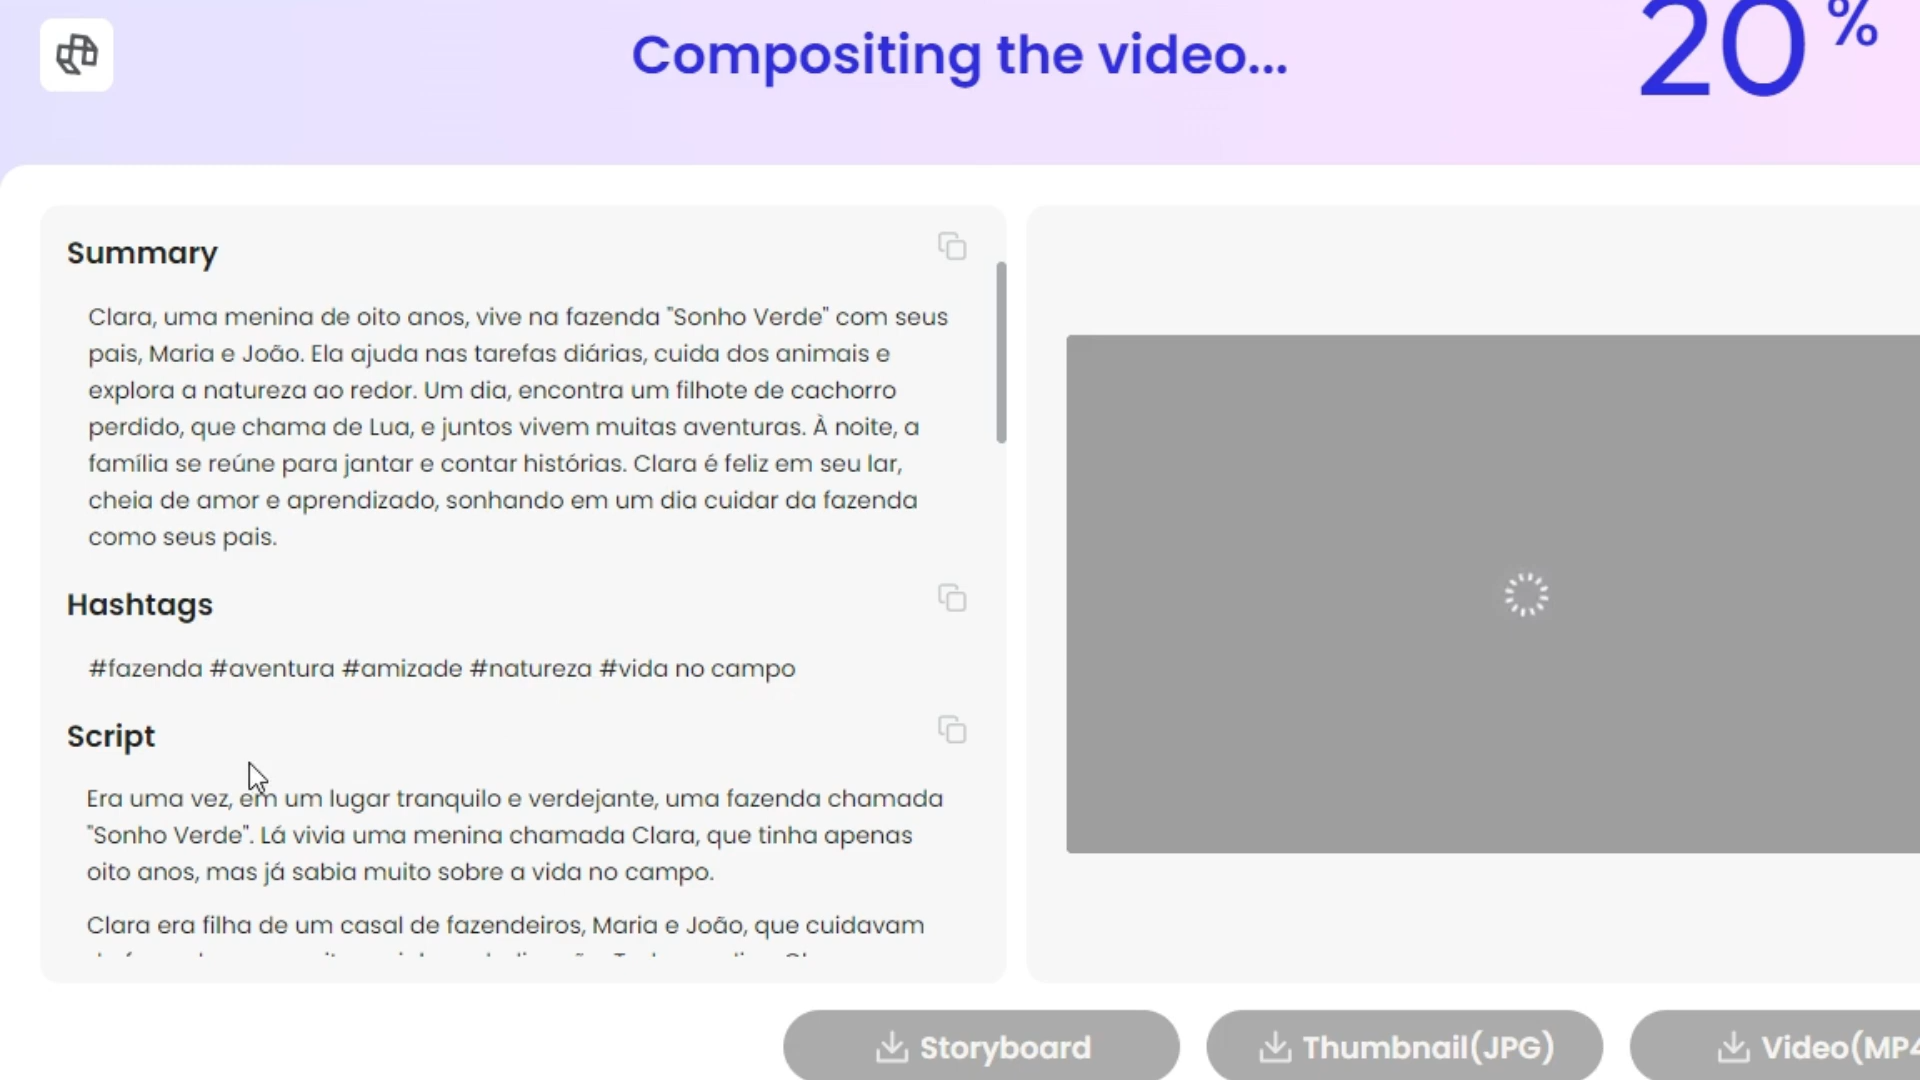 Compositing the video...
20%
Summary
Clara, uma menina de oito anos, vive na fazenda "Sonho Verde" com seus
pais, Maria e João. Ela ajuda nas tarefas diárias, cuida dos animais e
explora a natureza ao redor. Um dia, encontra um filhote de cachorro
perdido, que chama de Lua, e juntos vivem muitas aventuras. À noite, a
família se reúne para jantar e contar histórias. Clara é feliz em seu lar,
cheia de amor e aprendizado, sonhando em um dia cuidar da fazenda
como seus pais.
Hashtags
#fazenda #aventura #amizade #natureza #vida no campo
Script
Era uma vez, em um lugar tranquilo e verdejante, uma fazenda chamada
"Sonho Verde". Lá vivia uma menina chamada Clara, que tinha apenas
oito anos, mas já sabia muito sobre a vida no campo.
Clara era filha de um casal de fazendeiros, Maria e João, que cuidavam
Storyboard
Thumbnail(JPG)
Video(MP4